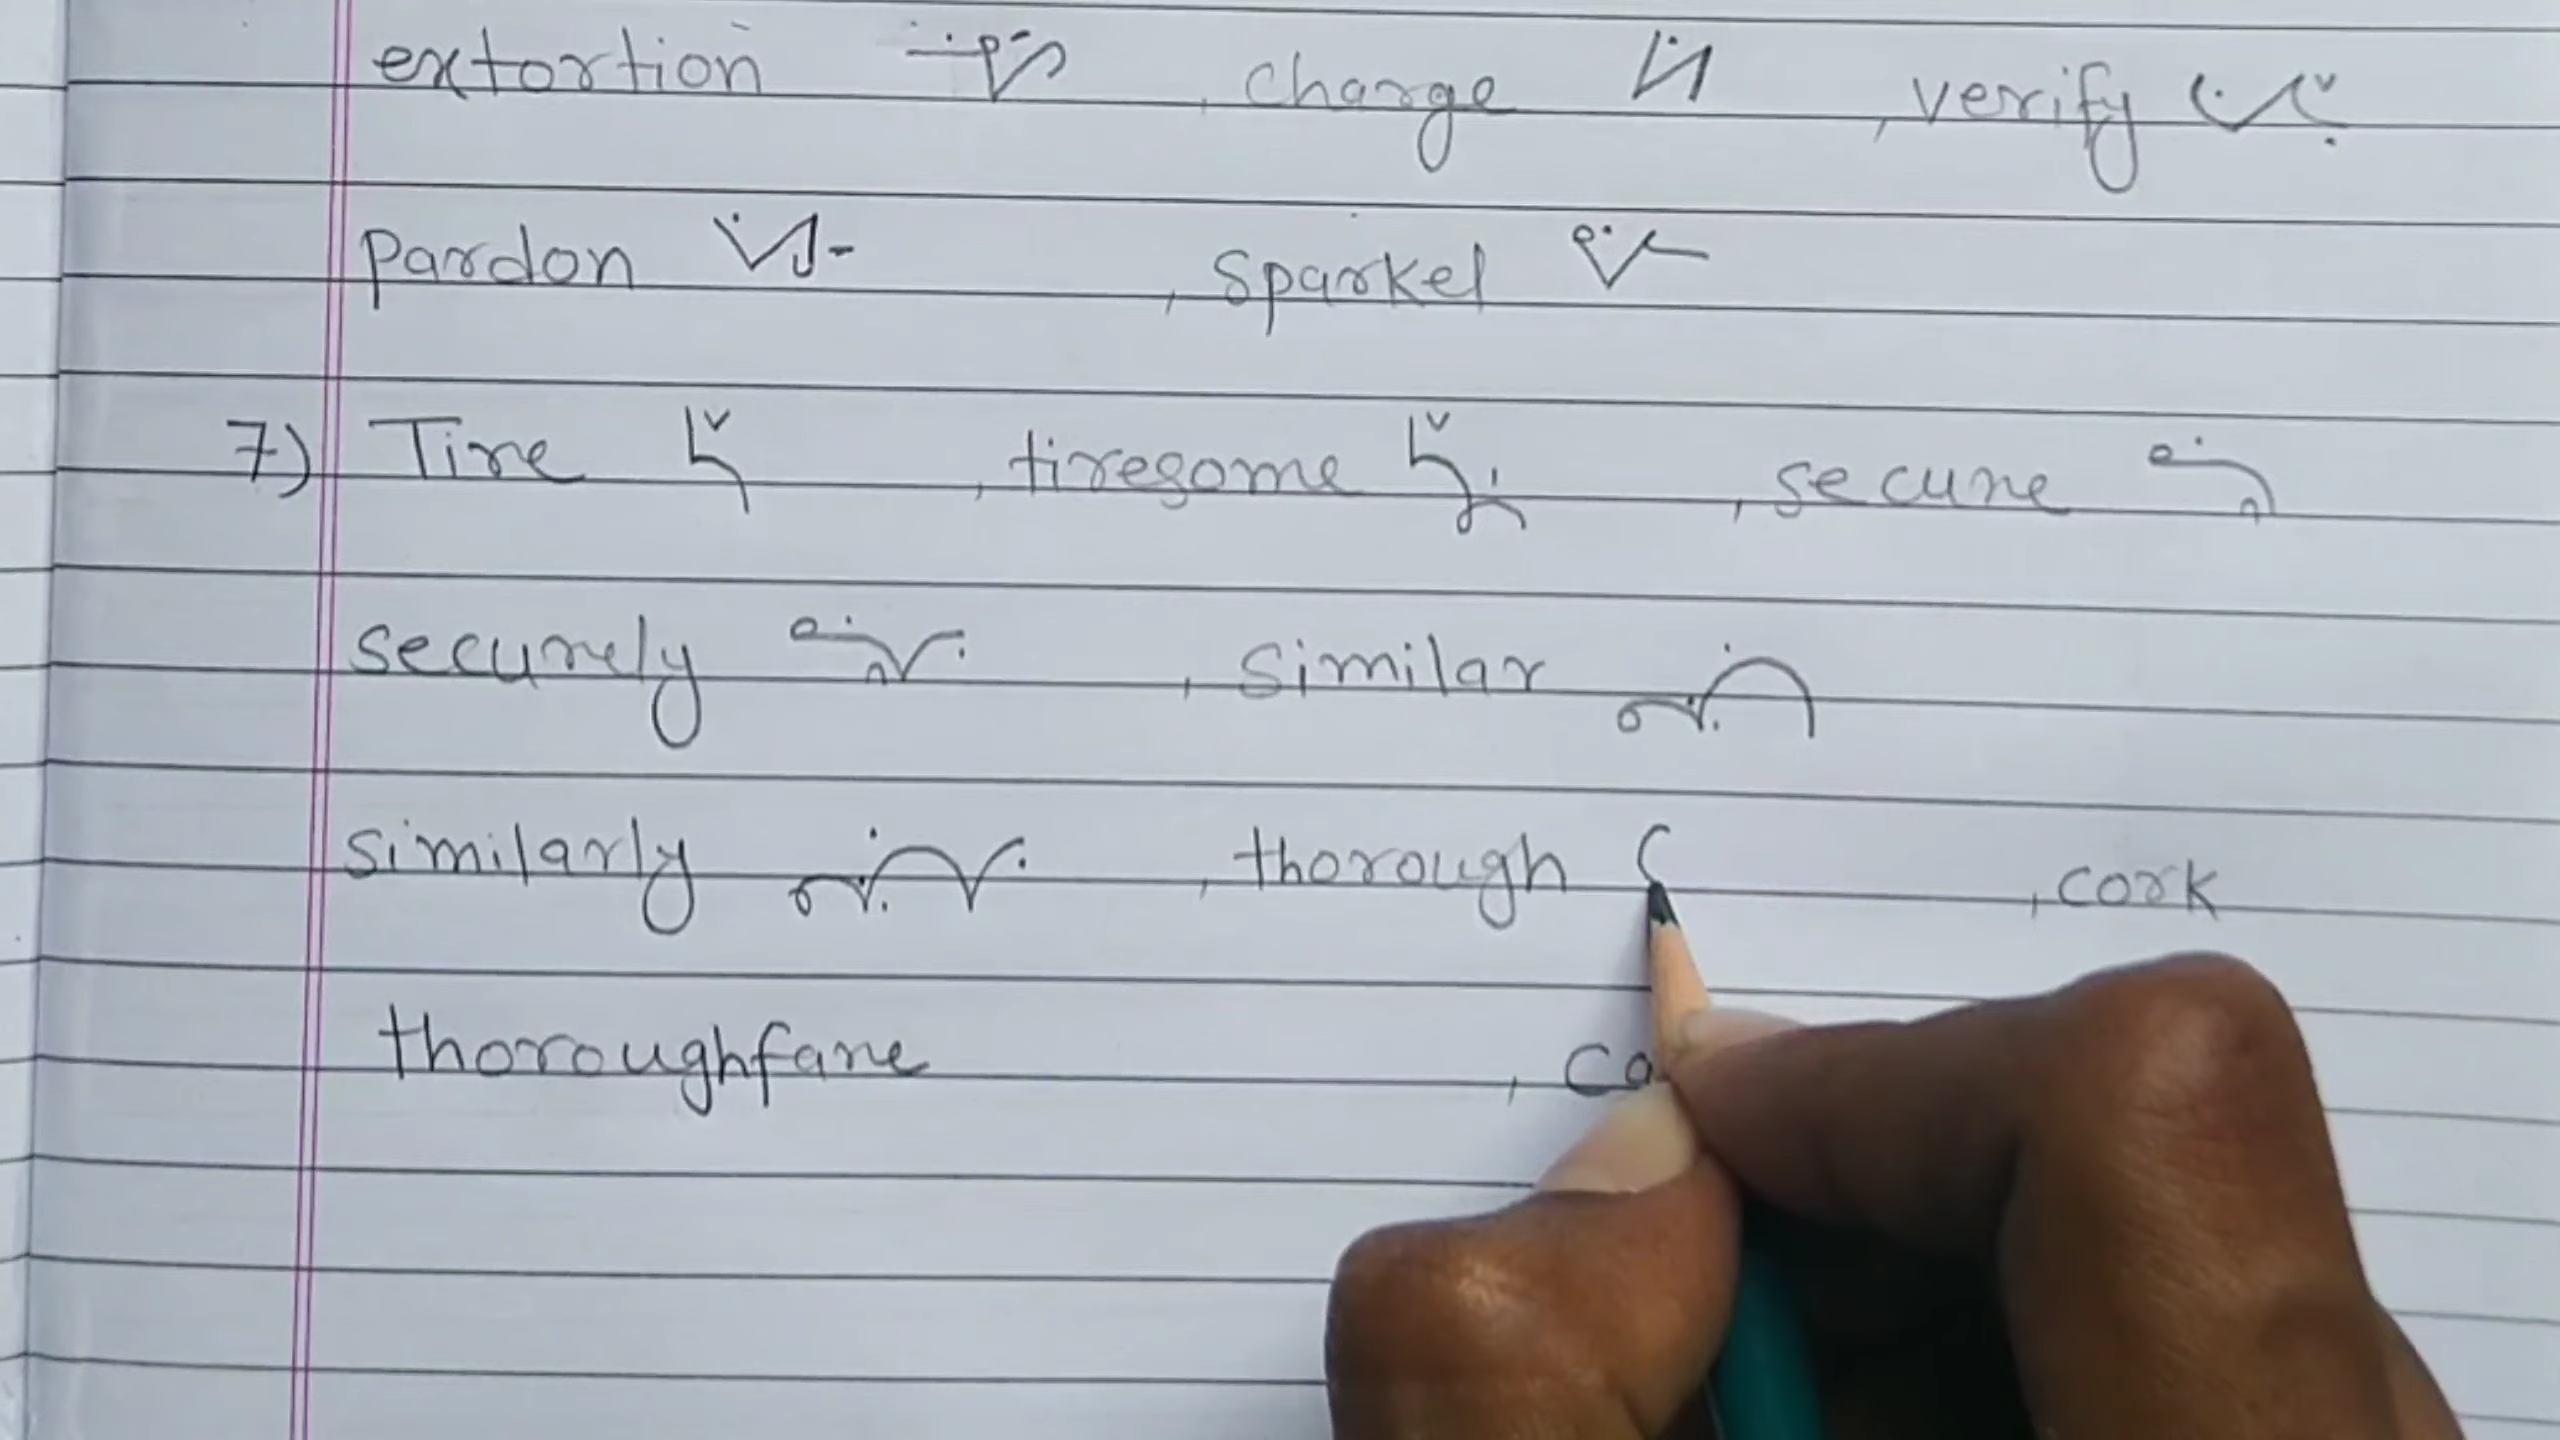 extortion , charge , verify
Pardon , Sparkel
7) Tire , tiresome , secure
securely , Similar
similarly , thorough , cork
thoroughfare ,